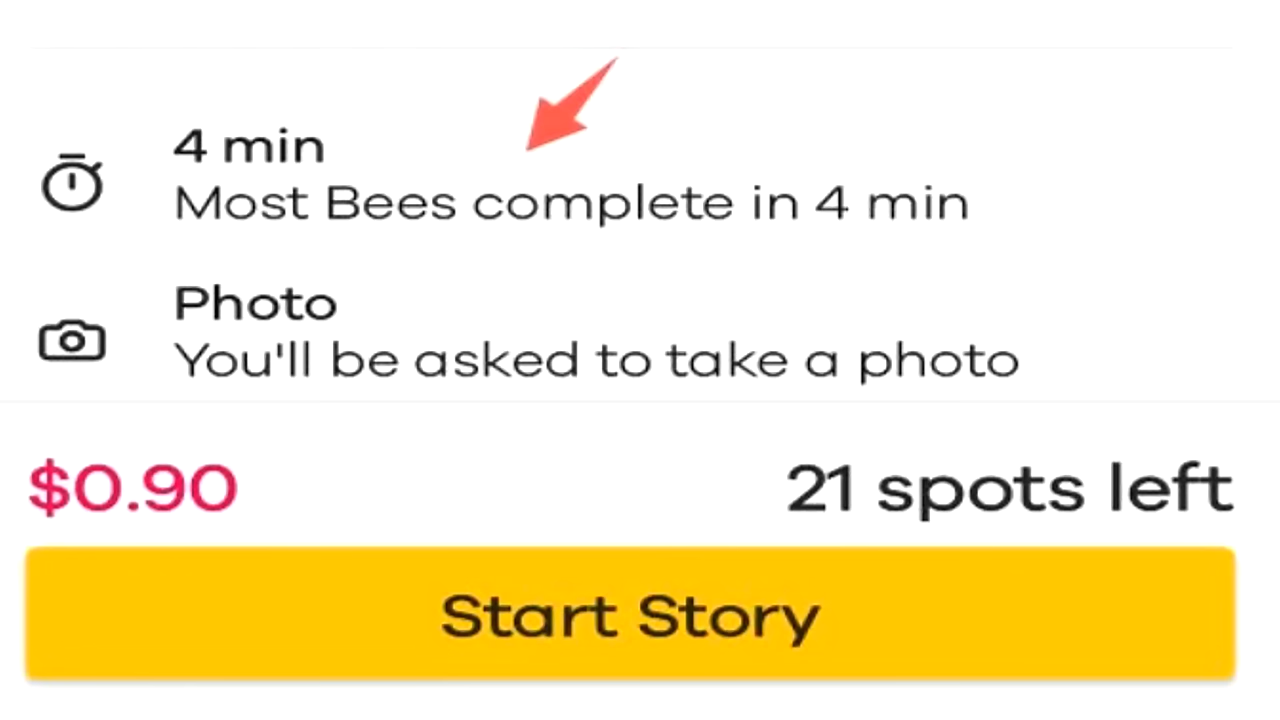 4 min
Most Bees complete in 4 min
Photo
You'll be asked to take a photo
$0.90
21 spots left
Start Story